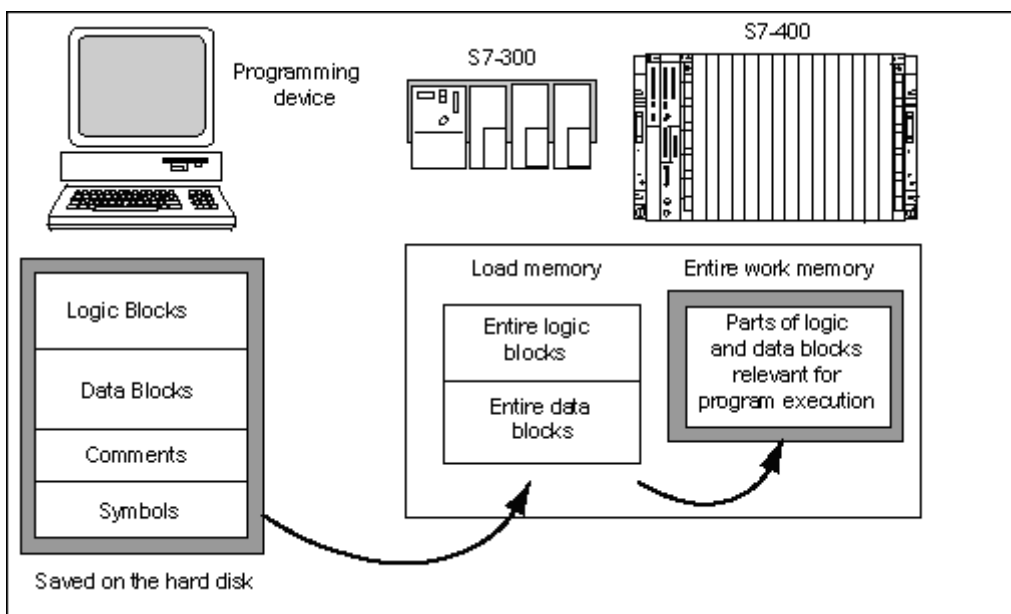 S7-400
S7-300
Programming
device
Load memory
Entire work memory
Logic Blocks
Data Blocks
Comments
Symbols
Entire logic
blocks
Entire data
blocks
Parts of logic
and data blocks
relevant for
program execution
Saved on the hard disk